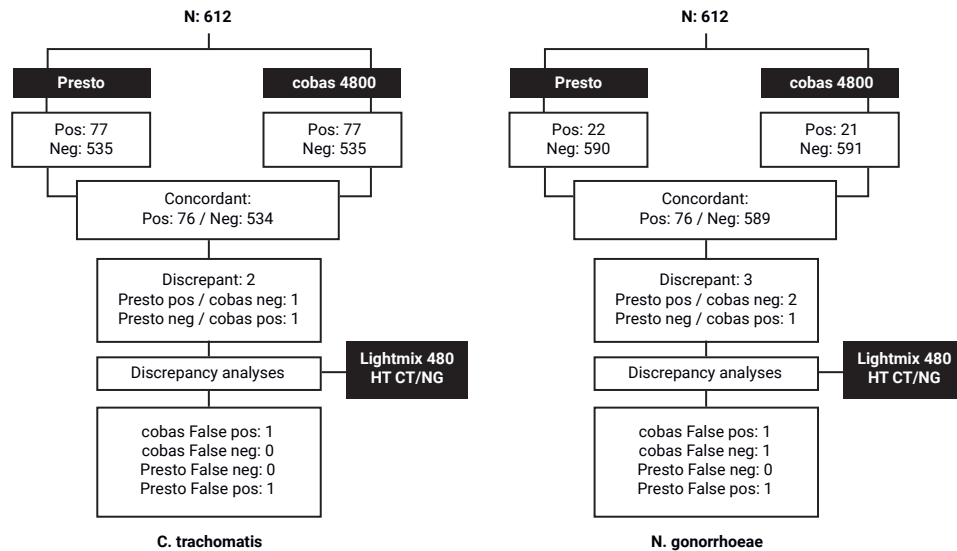 N: 612
Presto
cobas 4800
Pos: 77
Neg: 535
Pos: 77
Neg: 535
Concordant:
Pos: 76 / Neg: 534
Discrepant: 2
Presto pos / cobas neg: 1
Presto neg / cobas pos: 1
Discrepancy analyses
Lightmix 480
HT CT/NG
cobas False pos: 1
cobas False neg: 0
Presto False neg: 0
Presto False pos: 1
C. trachomatis
N: 612
Presto
cobas 4800
Pos: 22
Neg: 590
Pos: 21
Neg: 591
Concordant:
Pos: 76 / Neg: 589
Discrepant: 3
Presto pos / cobas neg: 2
Presto neg / cobas pos: 1
Discrepancy analyses
Lightmix 480
HT CT/NG
cobas False pos: 1
cobas False neg: 1
Presto False neg: 0
Presto False pos: 1
N. gonorrhoeae